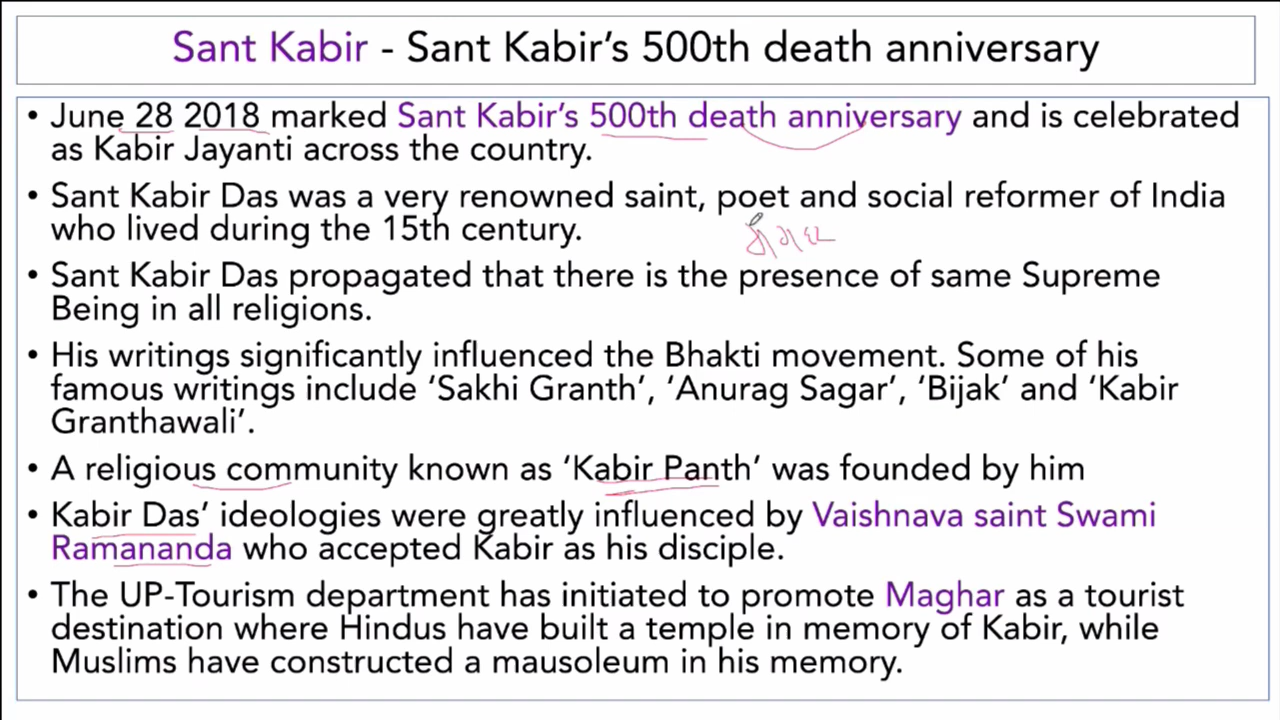 Sant Kabir - Sant Kabir's 500th death anniversary
• June 28 2018 marked Sant Kabir's 500th death anniversary and is celebrated
as Kabir Jayanti across the country.
• Sant Kabir Das was a very renowned saint, poet and social reformer of India
who lived during the 15th century.
• Sant Kabir Das propagated that there is the presence of same Supreme
Being in all religions.
• His writings significantly influenced the Bhakti movement. Some of his
famous writings include 'Sakhi Granth', 'Anurag Sagar', 'Bijak' and 'Kabir
Granthawali'.
• A religious community known as 'Kabir Panth' was founded by him
• Kabir Das' ideologies were greatly influenced by Vaishnava saint Swami
Ramananda who accepted Kabir as his disciple.
• The UP-Tourism department has initiated to promote Maghar as a tourist
destination where Hindus have built a temple in memory of Kabir, while
Muslims have constructed a mausoleum in his memory.